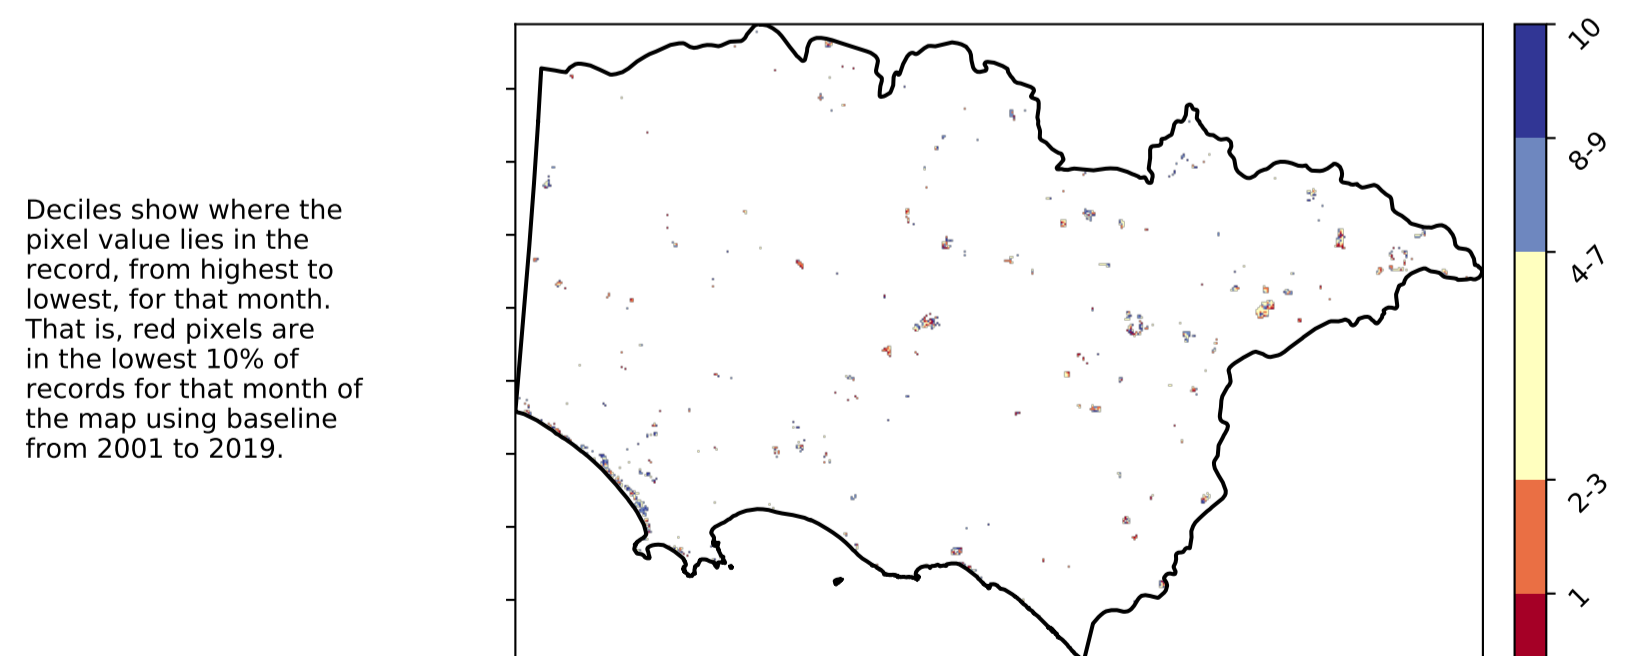 Deciles show where the
pixel value lies in the
record, from highest to
lowest, for that month.
That is, red pixels are
in the lowest 10% of
records for that month of
the map using baseline
from 2001 to 2019.
10
8-9
4-7
2-3
1